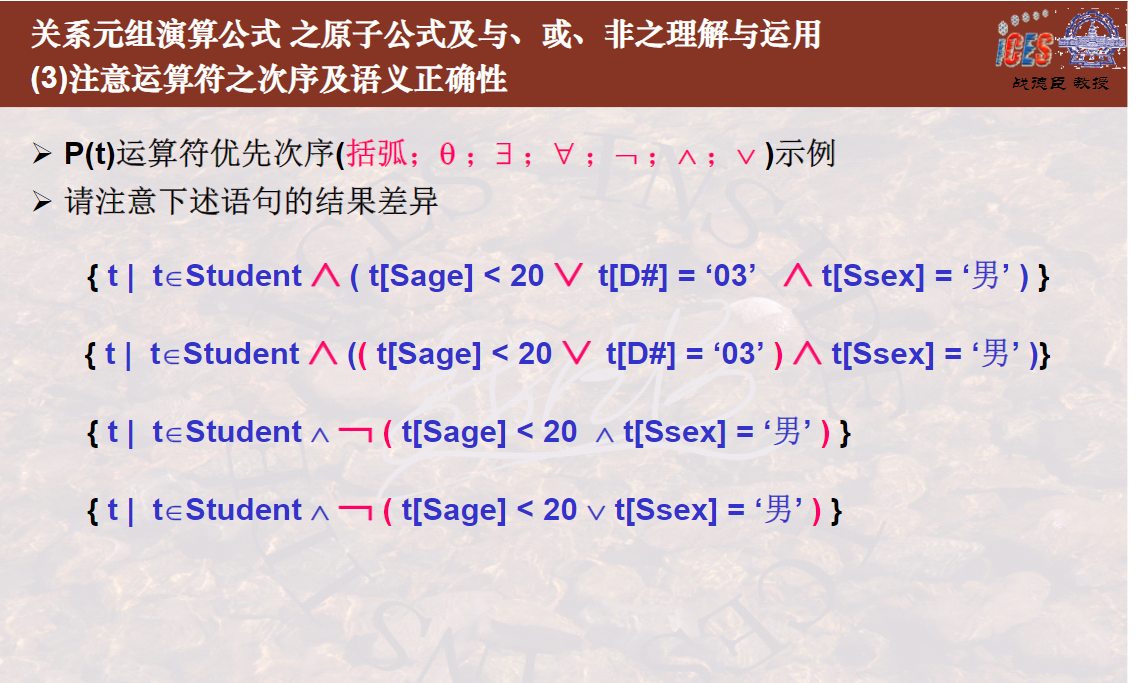 关系元组演算公式 之原子公式及与、或、非之理解与运用
(3)注意运算符之次序及语义正确性
iCES
战德臣 教授
➢ P(t)运算符优先次序(括弧；θ；∃；∀；¬；∧；∨)示例
➢ 请注意下述语句的结果差异
{ t | t∈Student ∧ ( t[Sage] < 20 ∨ t[D#] = ‘03’ ∧ t[Ssex] = ‘男’ ) }
{ t | t∈Student ∧ (( t[Sage] < 20 ∨ t[D#] = ‘03’ ) ∧ t[Ssex] = ‘男’ )}
{ t | t∈Student ∧ ¬ ( t[Sage] < 20 ∧ t[Ssex] = ‘男’ ) }
{ t | t∈Student ∧ ¬ ( t[Sage] < 20 ∨ t[Ssex] = ‘男’ ) }